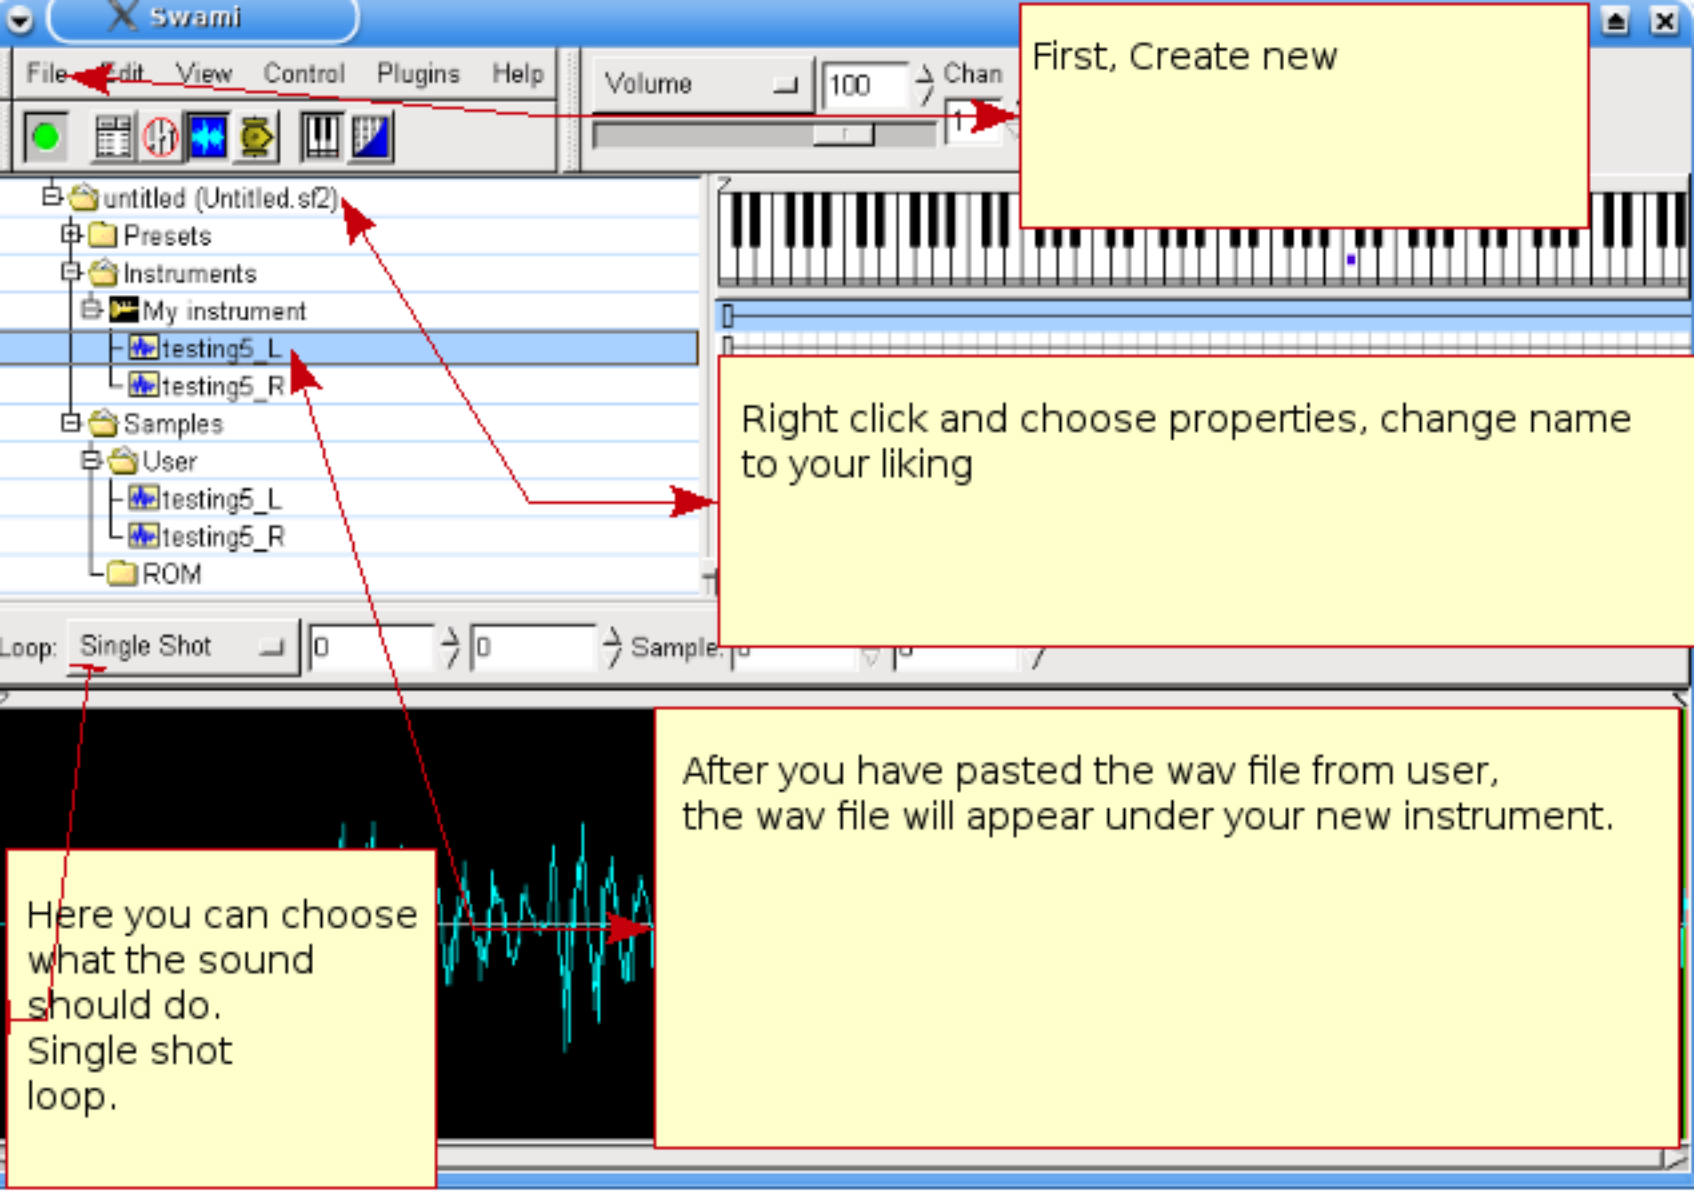 Swami
First, Create new
File Edit View Control Plugins Help
Volume 100 Chan
1
untitled (Untitled.sf2)
Presets
Instruments
My instrument
testing5_L
testing5_R
Right click and choose properties, change name
to your liking
Samples
User
testing5_L
testing5_R
ROM
Loop: Single Shot 0 0 Sample: 0 0
After you have pasted the wav file from user,
the wav file will appear under your new instrument.
Here you can choose
what the sound
should do.
Single shot
loop.